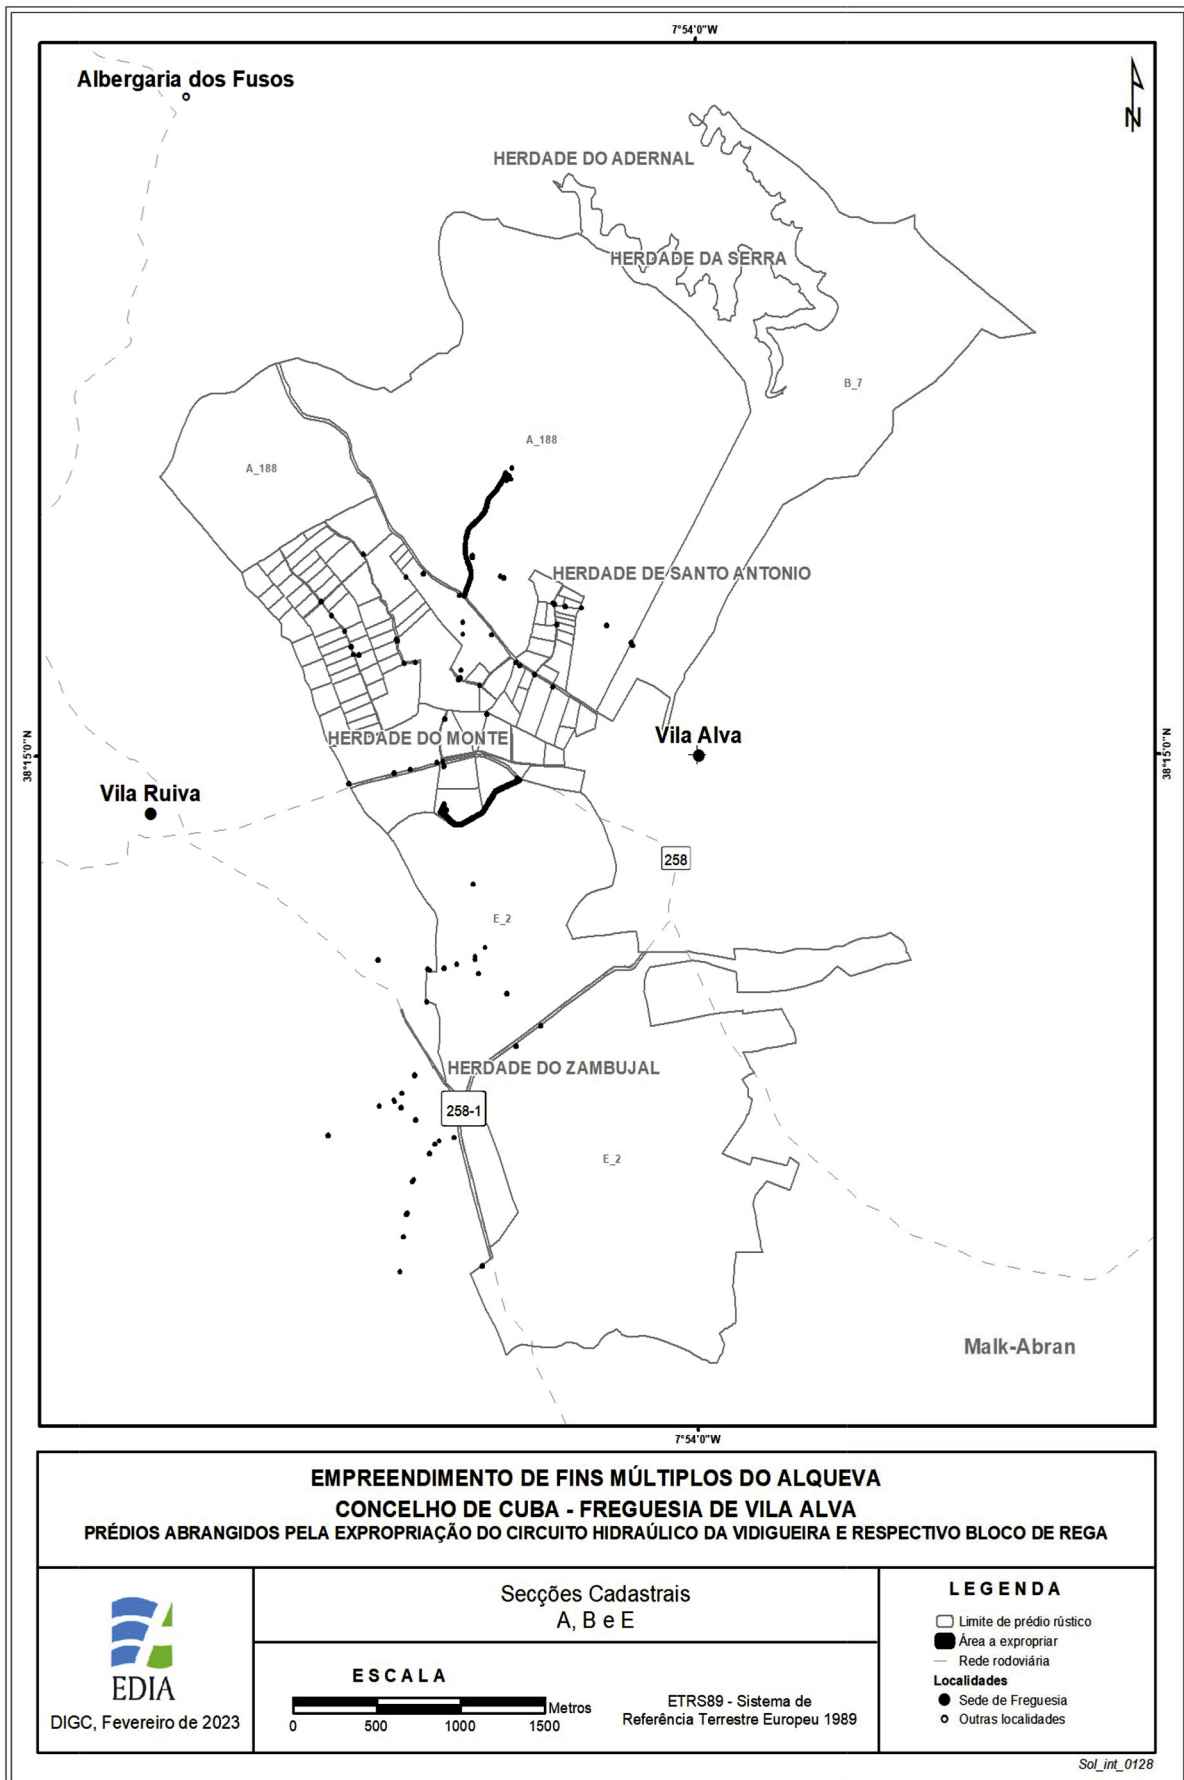 7°54'0"W
Albergaria dos Fusos
N
HERDADE DO ADERNAL
HERDADE DA SERRA
B_7
A_188
A_188
HERDADE DE SANTO ANTONIO
HERDADE DO MONTE
Vila Alva
38°15'0"N
38°15'0"N
Vila Ruiva
258
E_2
HERDADE DO ZAMBUJAL
258-1
E_2
Malk-Abran
7°54'0"W
EMPREENDIMENTO DE FINS MÚLTIPLOS DO ALQUEVA
CONCELHO DE CUBA - FREGUESIA DE VILA ALVA
PRÉDIOS ABRANGIDOS PELA EXPROPRIAÇÃO DO CIRCUITO HIDRAÚLICO DA VIDIGUEIRA E RESPECTIVO BLOCO DE REGA
EDIA
DIGC, Fevereiro de 2023
Secções Cadastrais
A, B e E
ESCALA
Metros
0 500 1000 1500
ETRS89 - Sistema de
Referência Terrestre Europeu 1989
LEGENDA
Limite de prédio rústico
Área a expropriar
Rede rodoviária
Localidades
Sede de Freguesia
Outras localidades
Sol_int_0128